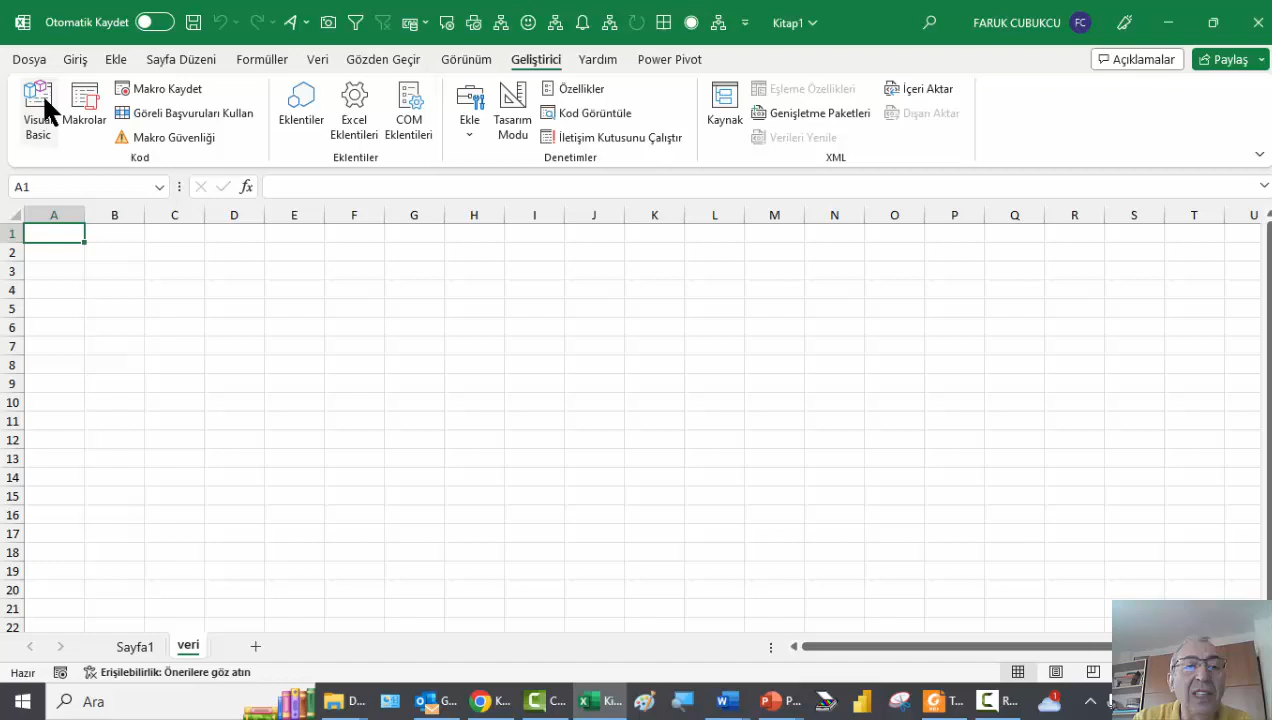 Otomatik Kaydet Kitap1 FARUK CUBUKCU FC
Dosya Giriş Ekle Sayfa Düzeni Formüller Veri Gözden Geçir Görünüm Geliştirici Yardım Power Pivot Açıklamalar Paylaş
Visual Basic
Makrolar
Makro Kaydet
Göreli Başvuruları Kullan
Makro Güvenliği
Kod
Eklentiler
Excel Eklentileri
COM Eklentileri
Eklentiler
Ekle
Tasarım Modu
Özellikler
Kod Görüntüle
İletişim Kutusunu Çalıştır
Denetimler
Kaynak
Eşleme Özellikleri
Genişletme Paketleri
Verileri Yenile
İçeri Aktar
Dışarı Aktar
XML
A1 fx
A B C D E F G H I J K L M N O P Q R S T U
1
2
3
4
5
6
7
8
9
10
11
12
13
14
15
16
17
18
19
20
21
22
Sayfa1 veri
Hazır Erişilebilirlik: Önerilere göz atın
Ara D... G... K... C... Ki... P... T... R... 1